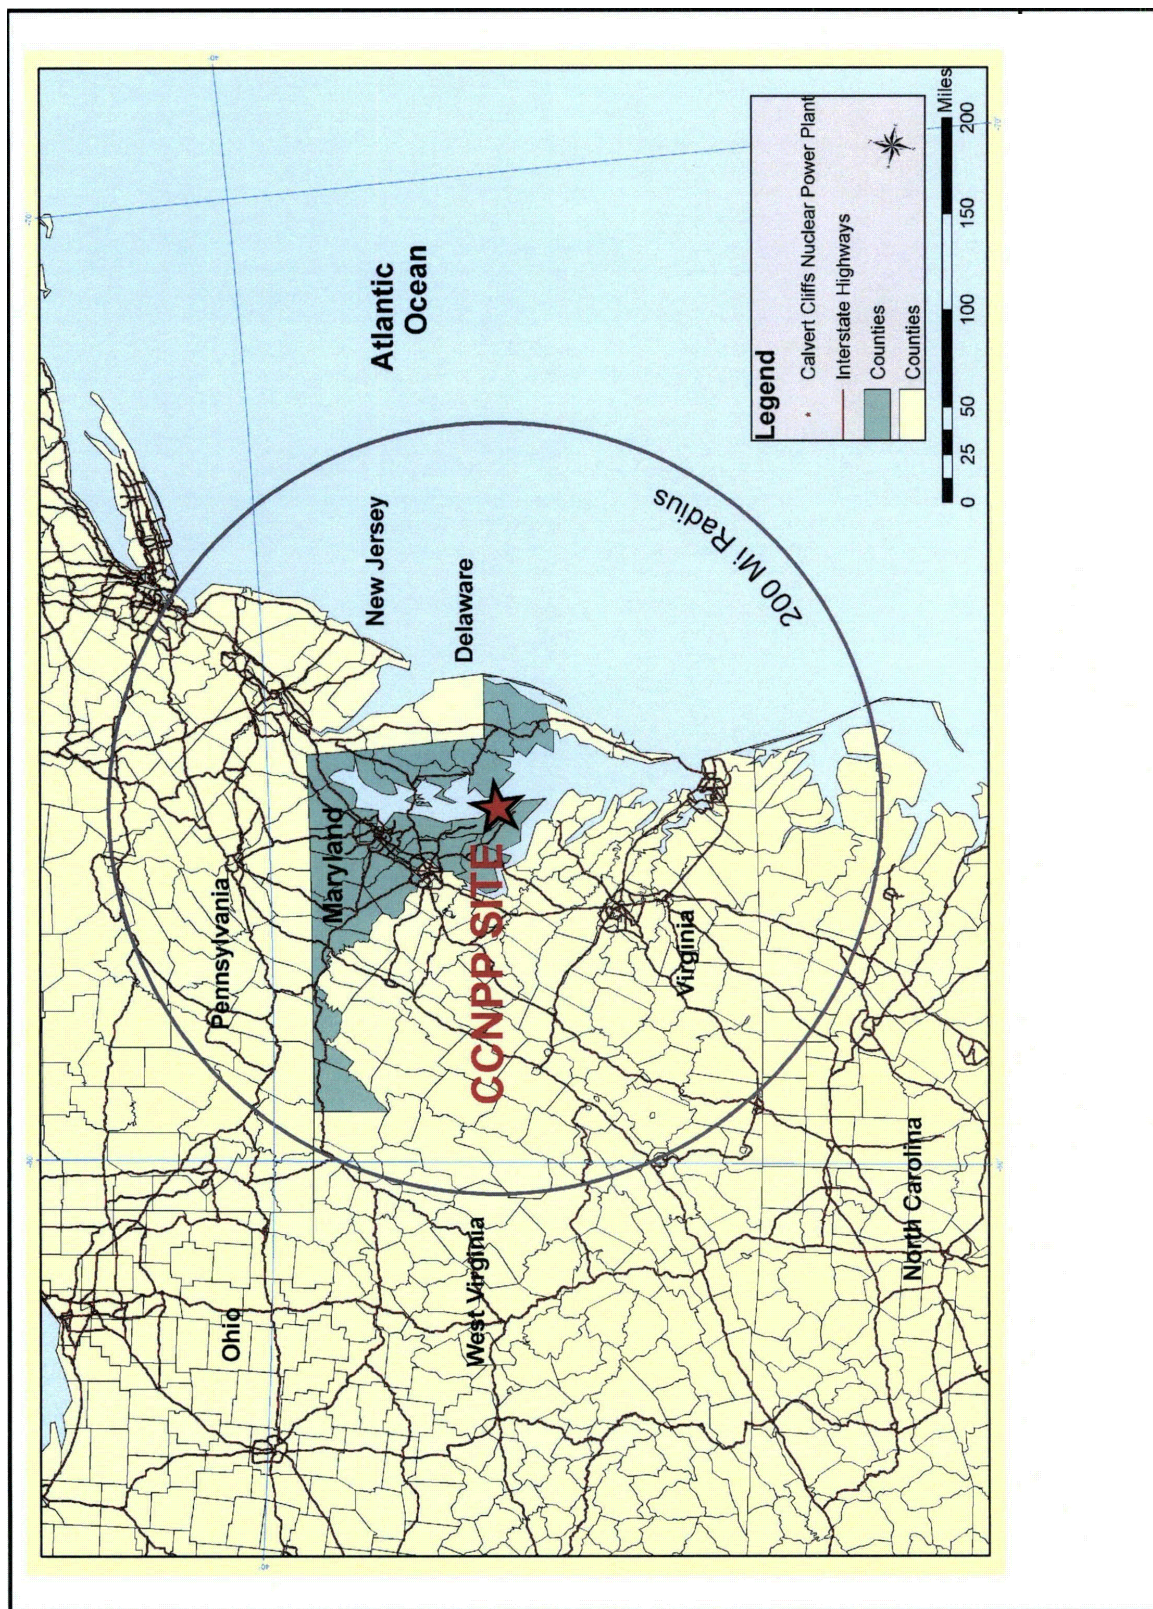 Atlantic
Ocean
New Jersey
Delaware
Pennsylvania
Maryland
CCNPP SITE
200 Mi Radius
Virginia
Ohio
West Virginia
North Carolina
Legend
Calvert Cliffs Nuclear Power Plant
Interstate Highways
Counties
Counties
0 25 50 100 150 200
Miles